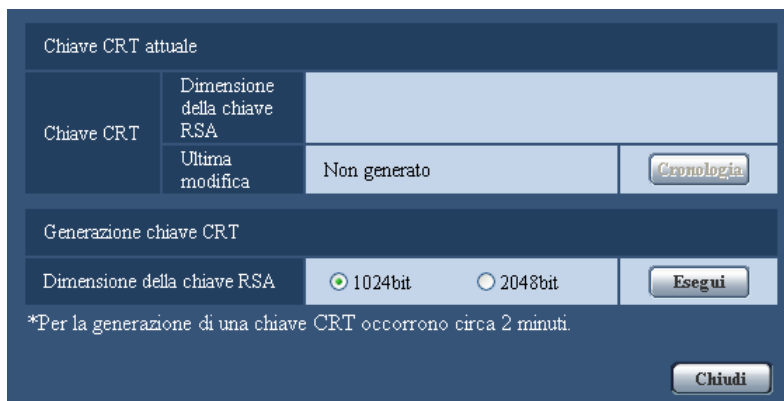 Chiave CRT attuale
Chiave CRT
Dimensione
della chiave
RSA
Ultima
modifica
Non generato
Cronologia
Generazione chiave CRT
Dimensione della chiave RSA
1024bit
2048bit
Esegui
*Per la generazione di una chiave CRT occorrono circa 2 minuti.
Chiudi